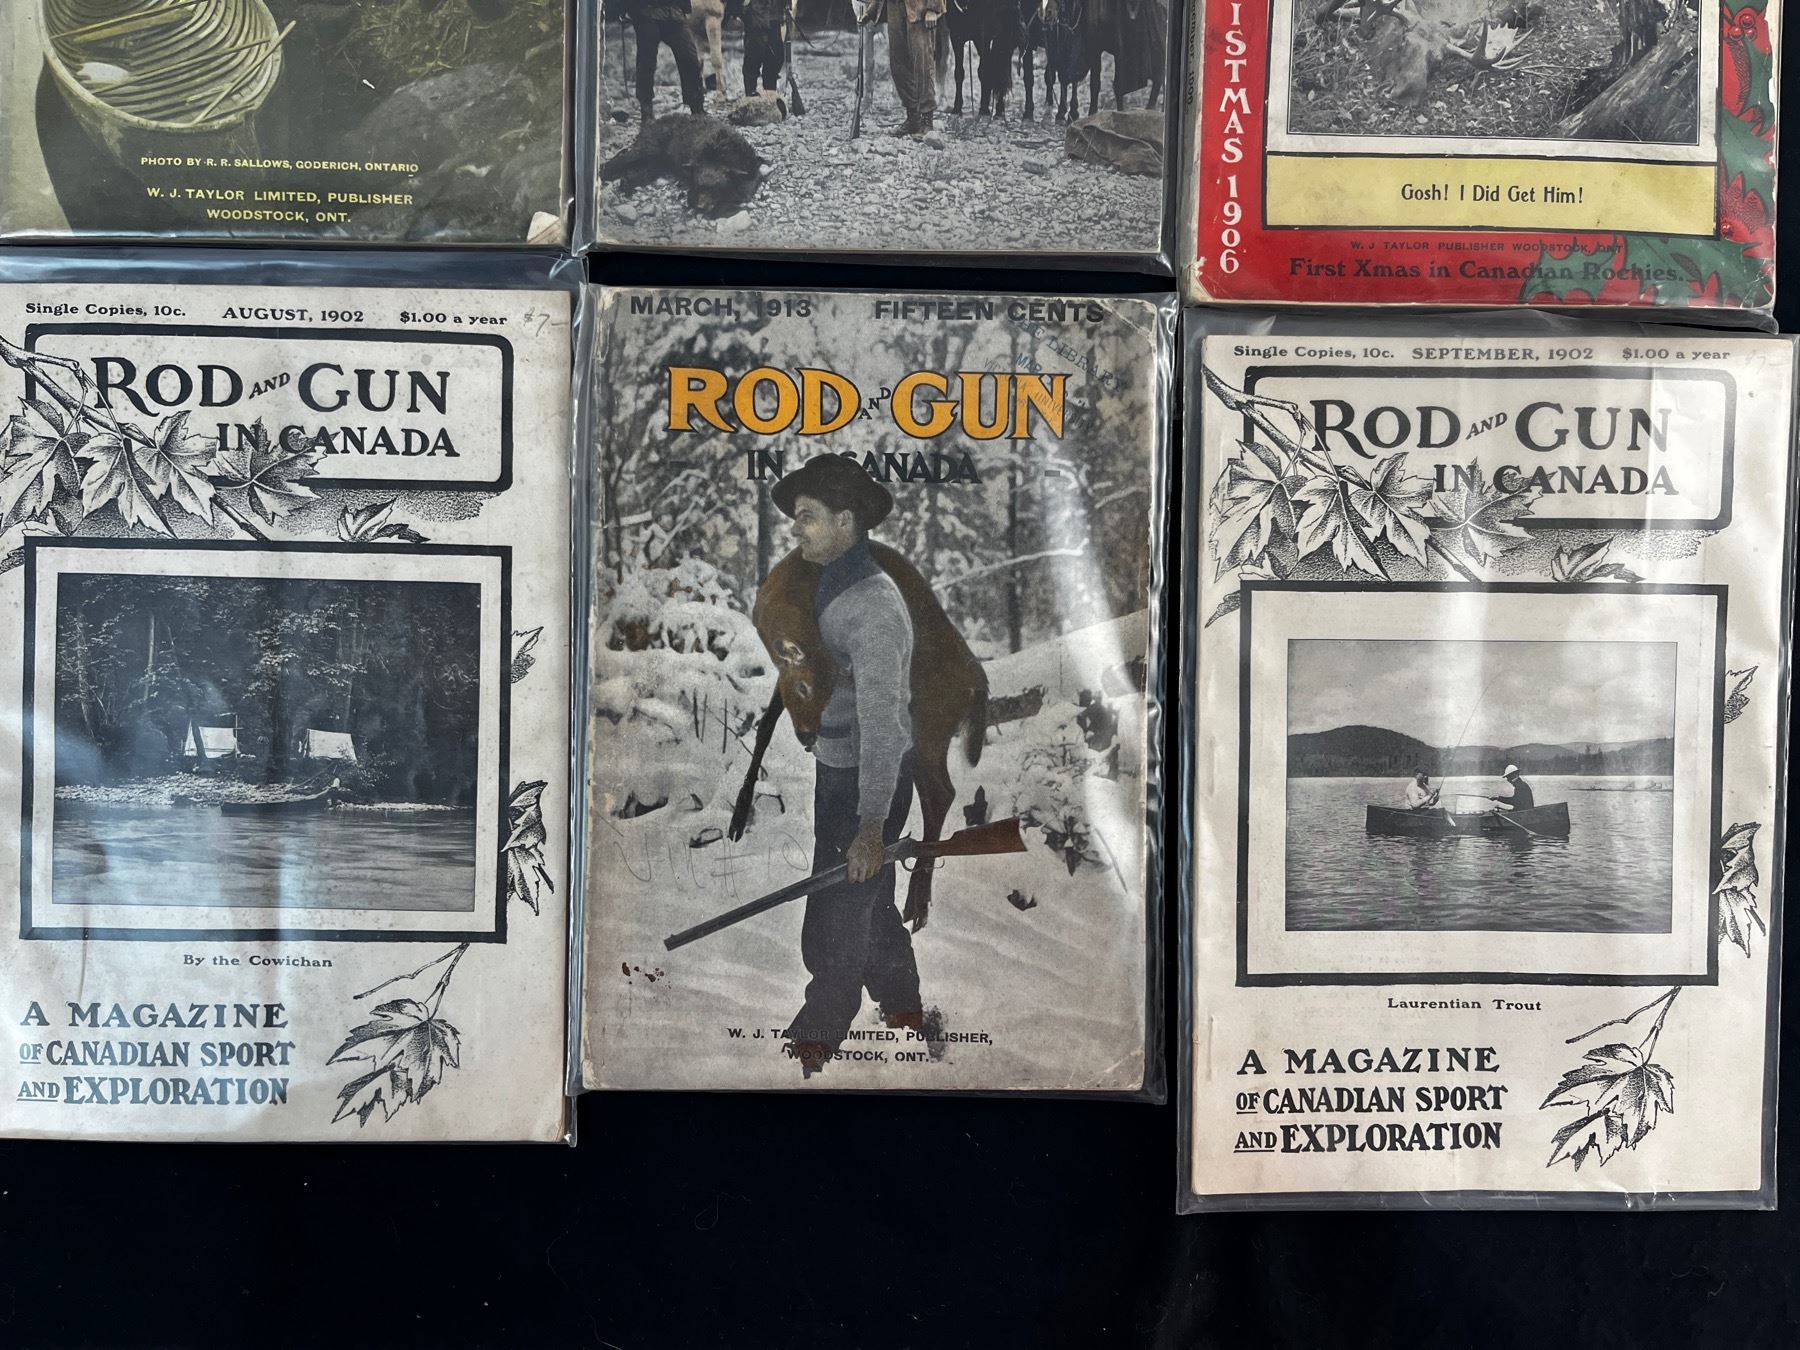 PHOTO BY R. R. SALLOWS, GODERICH, ONTARIO
W. J. TAYLOR LIMITED, PUBLISHER
WOODSTOCK, ONT.
ISTMAS 1906
Gosh! I Did Get Him!
W. J TAYLOR PUBLISHER WOODSTOCK, ONT
First Xmas in Canadian Rockies.
Single Copies, 10c. AUGUST, 1902 $1.00 a year $7-
ROD AND GUN
IN CANADA
By the Cowichan
A MAGAZINE
OF CANADIAN SPORT
AND EXPLORATION
MARCH, 1913 FIFTEEN CENTS
LIBRARY
MAR
ROD AND GUN
IN CANADA
W. J. TAYLOR LIMITED, PUBLISHER,
WOODSTOCK, ONT.
Single Copies, 10c. SEPTEMBER, 1902 $1.00 a year
ROD AND GUN
IN CANADA
Laurentian Trout
A MAGAZINE
OF CANADIAN SPORT
AND EXPLORATION